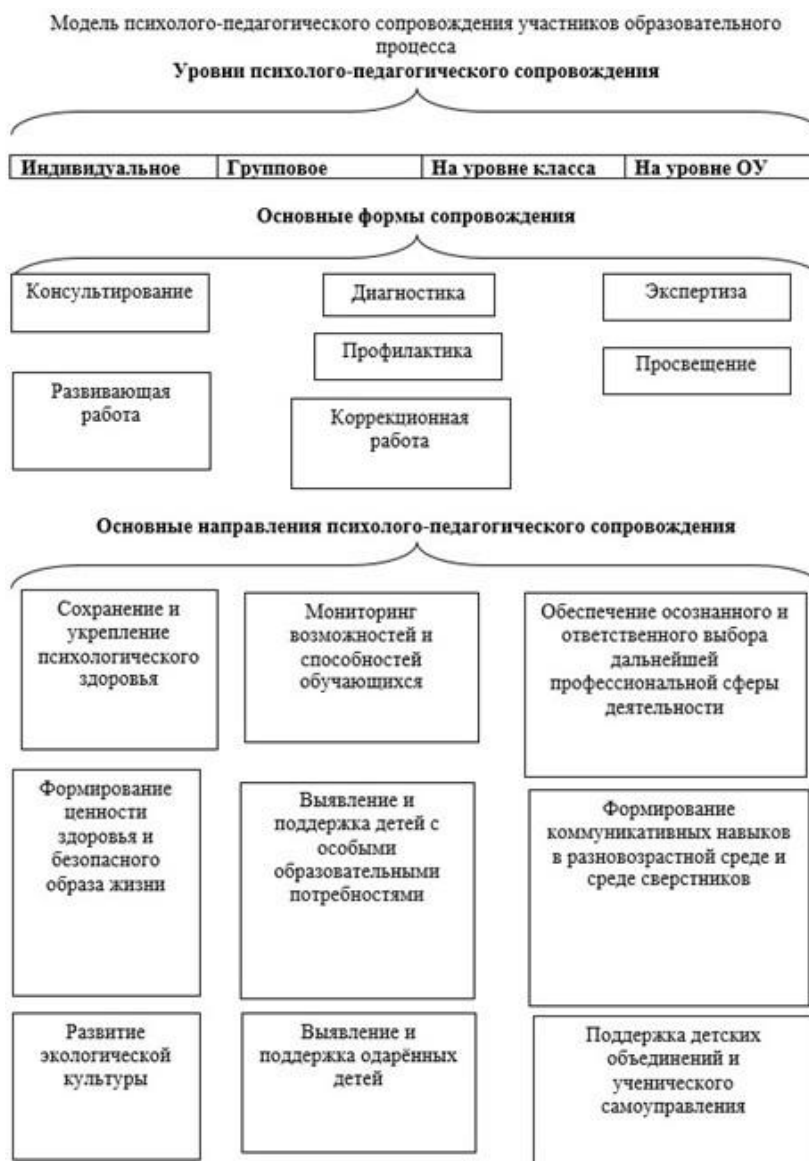 Модель психолого-педагогического сопровождения участников образовательного
процесса
Уровни психолого-педагогического сопровождения
Индивидуальное Групповое На уровне класса На уровне ОУ
Основные формы сопровождения
Консультирование
Диагностика
Экспертиза
Профилактика
Просвещение
Развивающая
работа
Коррекционная
работа
Основные направления психолого-педагогического сопровождения
Сохранение и
укрепление
психологического
здоровья
Мониторинг
возможностей и
способностей
обучающихся
Обеспечение осознанного и
ответственного выбора
дальнейшей
профессиональной сферы
деятельности
Формирование
ценности
здоровья и
безопасного
образа жизни
Выявление и
поддержка детей с
особыми
образовательными
потребностями
Формирование
коммуникативных навыков
в разновозрастной среде и
среде сверстников
Развитие
экологической
культуры
Выявление и
поддержка одарённых
детей
Поддержка детских
объединений и
ученического
самоуправления